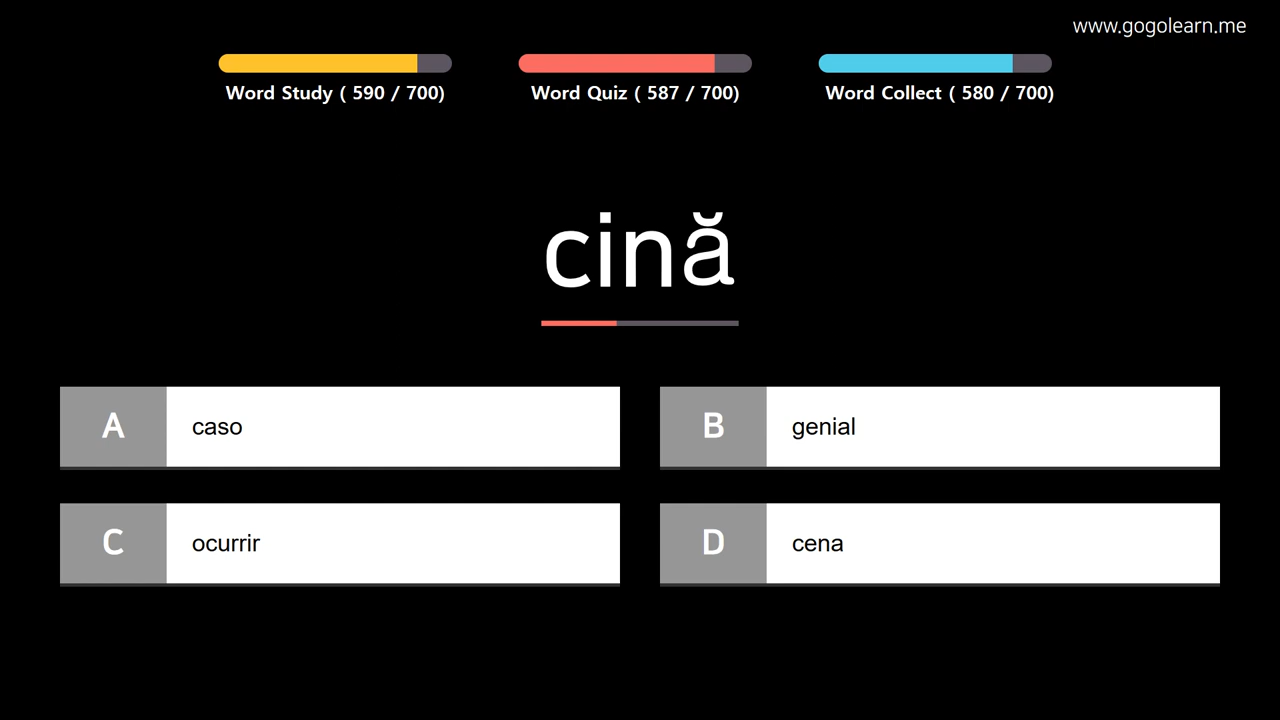 www.gogolearn.me
Word Study ( 590 / 700)
Word Quiz ( 587 / 700)
Word Collect ( 580 / 700)
cină
A
caso
B
genial
C
ocurrir
D
cena